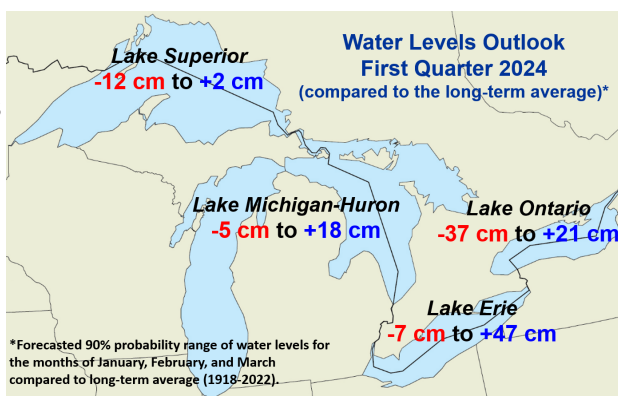 Water Levels Outlook
First Quarter 2024
(compared to the long-term average)*
Lake Superior
-12 cm to +2 cm
Lake Michigan-Huron
-5 cm to +18 cm
Lake Ontario
-37 cm to +21 cm
Lake Erie
-7 cm to +47 cm
*Forecasted 90% probability range of water levels for
the months of January, February, and March
compared to long-term average (1918-2022).